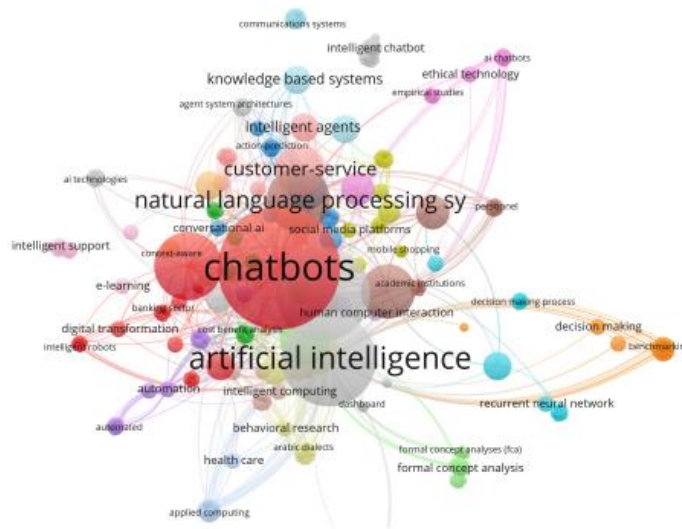 communications systems
intelligent chatbot
ai chatbots
knowledge based systems
ethical technology
empirical studies
agent system architectures
intelligent agents
action-prediction
customer-service
ai technologies
natural language processing sy
personnel
conversational ai
social media platforms
intelligent support
context-aware
mobile shopping
chatbots
e-learning
academic institutions
banking sector
human computer interaction
decision making process
digital transformation
cost benefit analysis
decision making
intelligent robots
benchmarking
artificial intelligence
automation
intelligent computing
dashboard
recurrent neural network
automated
behavioral research
arabic dialects
formal concept analyses (fca)
health care
formal concept analysis
applied computing